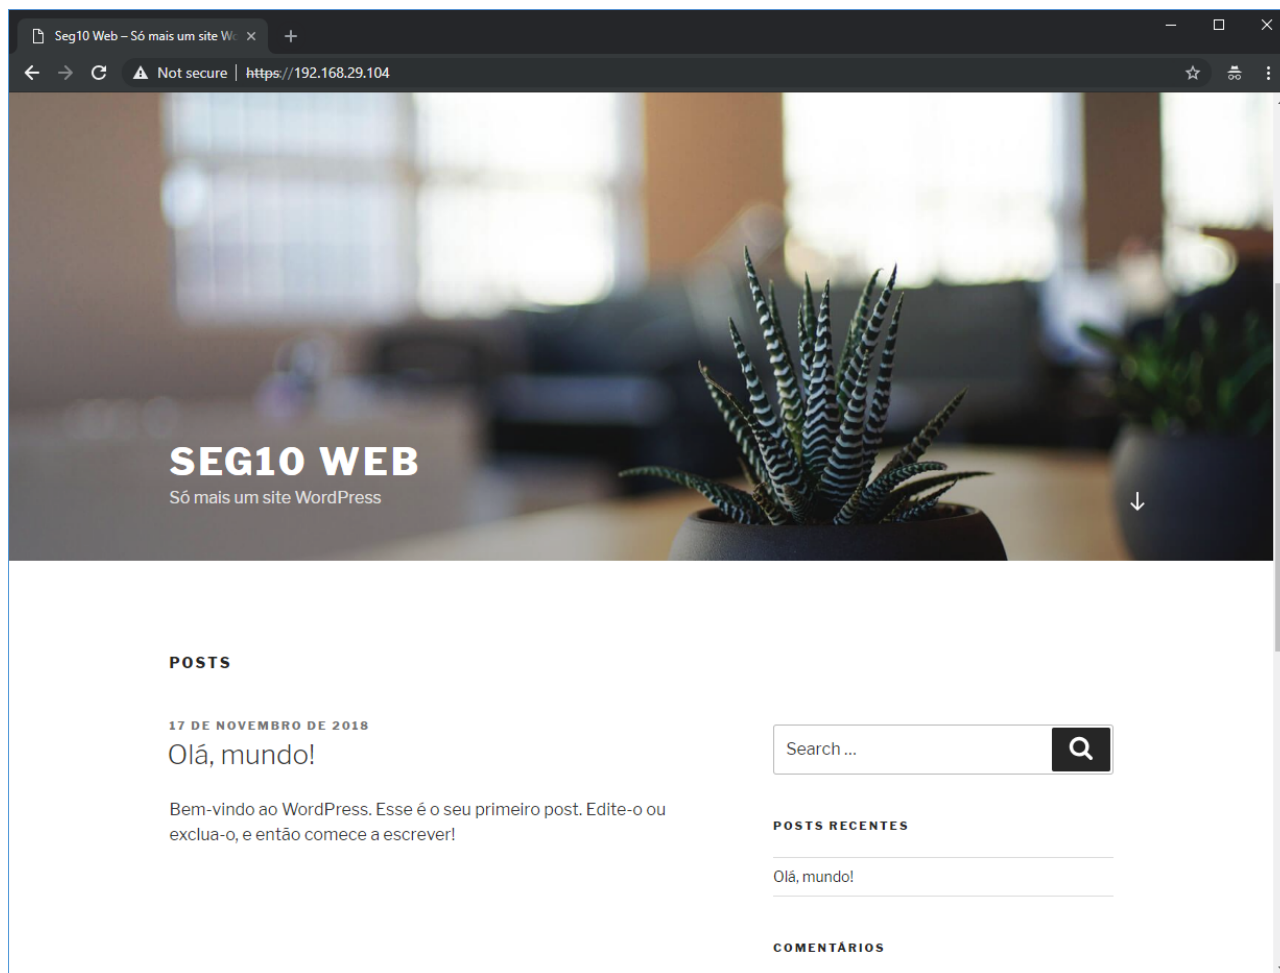 Seg10 Web – Só mais um site Wo
Not secure | https://192.168.29.104
SEG10 WEB
Só mais um site WordPress
POSTS
17 DE NOVEMBRO DE 2018
Olá, mundo!
Bem-vindo ao WordPress. Esse é o seu primeiro post. Edite-o ou
exclua-o, e então comece a escrever!
Search …
POSTS RECENTES
Olá, mundo!
COMENTÁRIOS